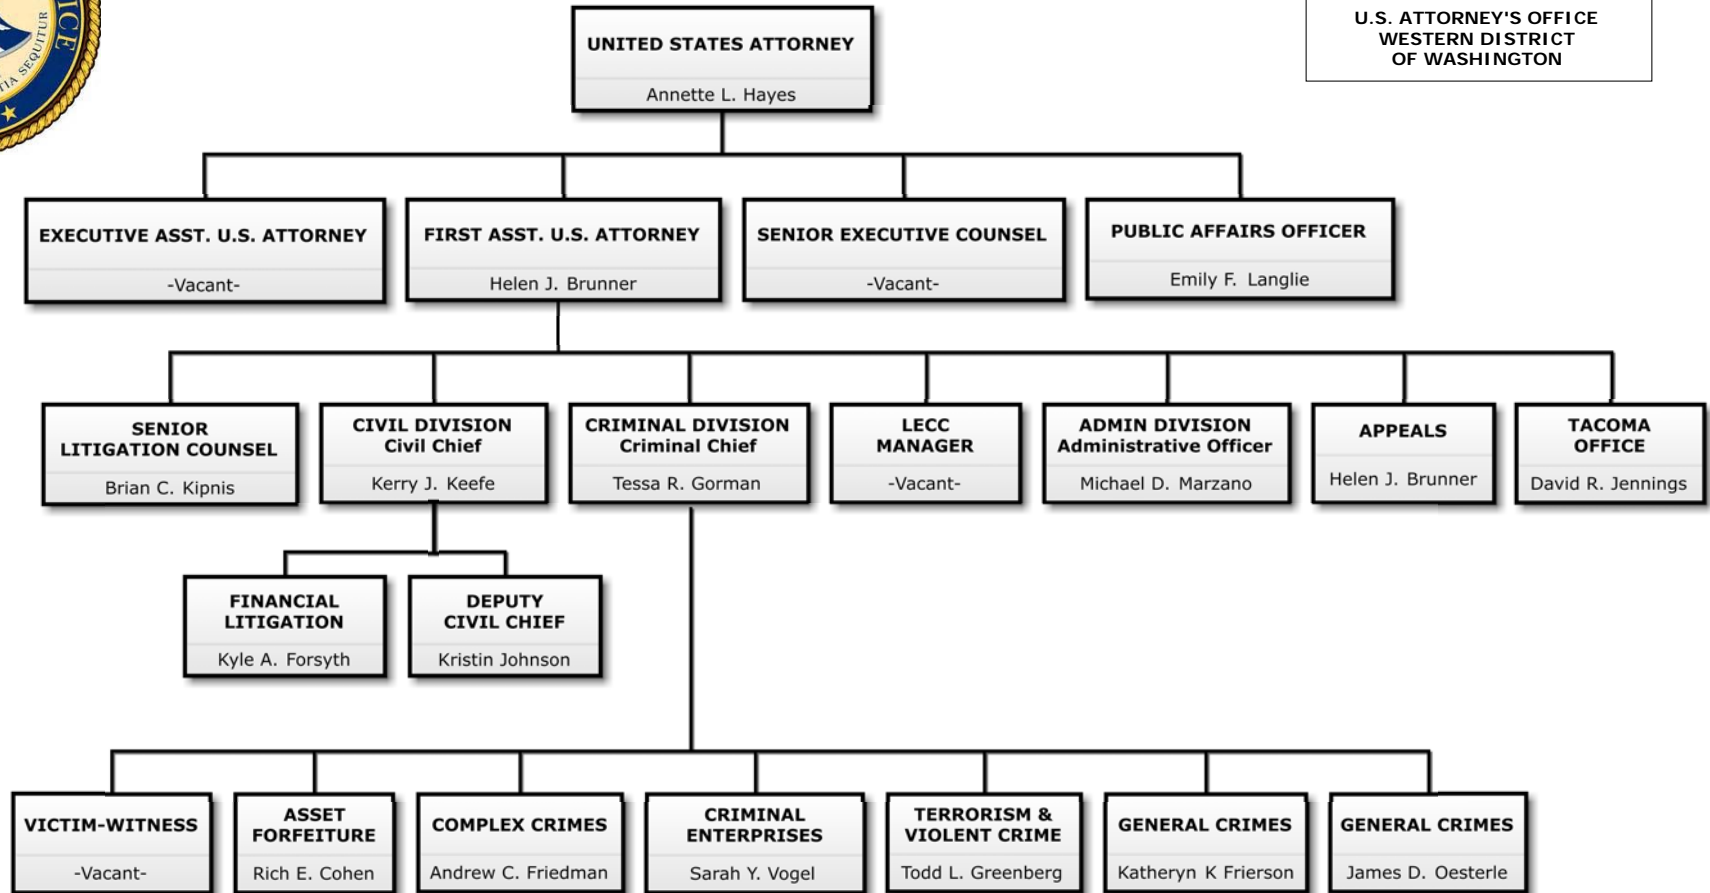 ICE
TIA SEQUITUR
U.S. ATTORNEY'S OFFICE
WESTERN DISTRICT
OF WASHINGTON
UNITED STATES ATTORNEY
Annette L. Hayes
EXECUTIVE ASST. U.S. ATTORNEY
-Vacant-
FIRST ASST. U.S. ATTORNEY
Helen J. Brunner
SENIOR EXECUTIVE COUNSEL
-Vacant-
PUBLIC AFFAIRS OFFICER
Emily F. Langlie
SENIOR
LITIGATION COUNSEL
Brian C. Kipnis
CIVIL DIVISION
Civil Chief
Kerry J. Keefe
CRIMINAL DIVISION
Criminal Chief
Tessa R. Gorman
LECC
MANAGER
-Vacant-
ADMIN DIVISION
Administrative Officer
Michael D. Marzano
APPEALS
Helen J. Brunner
TACOMA
OFFICE
David R. Jennings
FINANCIAL
LITIGATION
Kyle A. Forsyth
DEPUTY
CIVIL CHIEF
Kristin Johnson
VICTIM-WITNESS
-Vacant-
ASSET
FORFEITURE
Rich E. Cohen
COMPLEX CRIMES
Andrew C. Friedman
CRIMINAL
ENTERPRISES
Sarah Y. Vogel
TERRORISM &
VIOLENT CRIME
Todd L. Greenberg
GENERAL CRIMES
Katheryn K Frierson
GENERAL CRIMES
James D. Oesterle